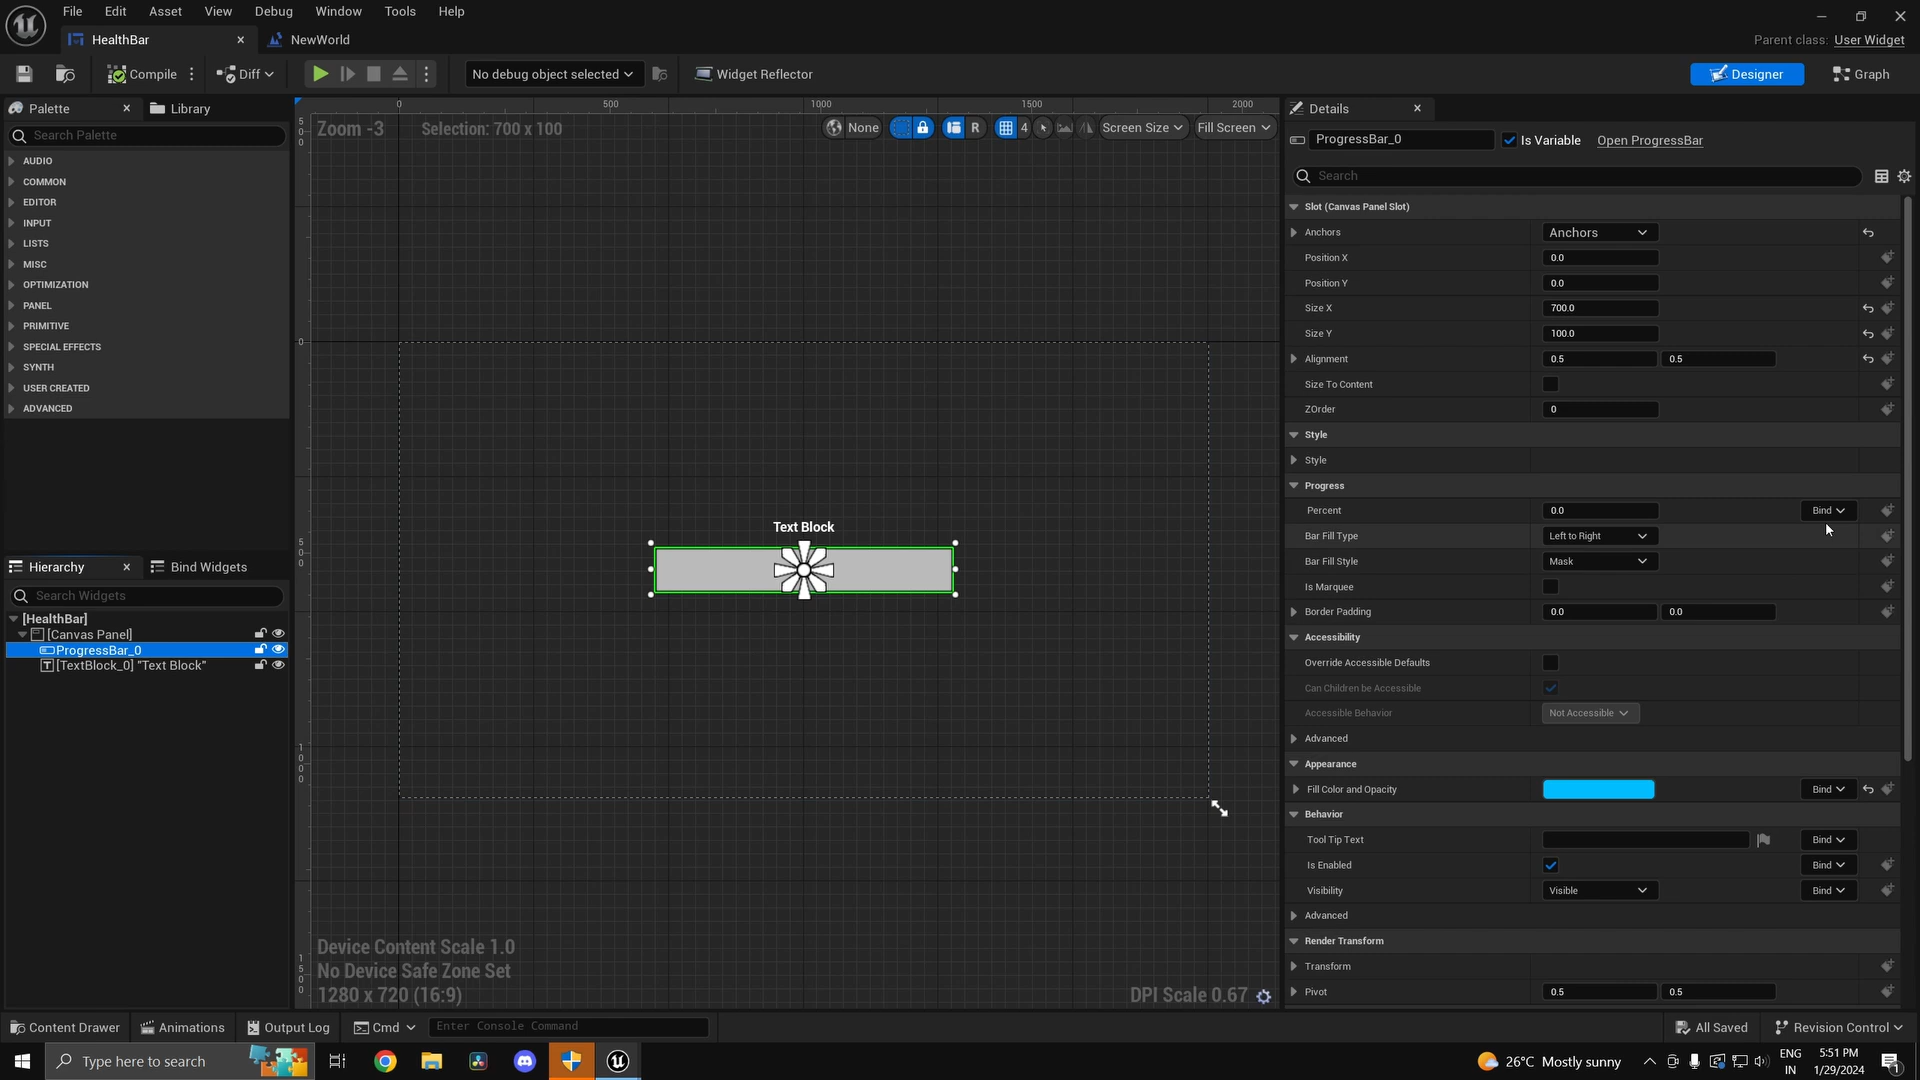 File Edit Asset View Debug Window Tools Help
HealthBar NewWorld Parent class: User Widget
Compile Diff No debug object selected Widget Reflector Designer Graph
Palette Library
Search Palette
AUDIO
COMMON
EDITOR
INPUT
LISTS
MISC
OPTIMIZATION
PANEL
PRIMITIVE
SPECIAL EFFECTS
SYNTH
USER CREATED
ADVANCED
Hierarchy Bind Widgets
Search Widgets
[HealthBar]
[Canvas Panel]
ProgressBar_0
[TextBlock_0] "Text Block"
0 500 1000 1500 2000
500
0
500
1000
1500
Zoom -3 Selection: 700 x 100 None R 4 Screen Size Fill Screen
Text Block
Device Content Scale 1.0
No Device Safe Zone Set
1280 x 720 (16:9) DPI Scale 0.67
Details
ProgressBar_0 Is Variable Open ProgressBar
Search
Slot (Canvas Panel Slot)
Anchors Anchors
Position X 0.0
Position Y 0.0
Size X 700.0
Size Y 100.0
Alignment 0.5 0.5
Size To Content
ZOrder 0
Style
Style
Progress
Percent 0.0 Bind
Bar Fill Type Left to Right
Bar Fill Style Mask
Is Marquee
Border Padding 0.0 0.0
Accessibility
Override Accessible Defaults
Can Children be Accessible
Accessible Behavior Not Accessible
Advanced
Appearance
Fill Color and Opacity Bind
Behavior
Tool Tip Text Bind
Is Enabled Bind
Visibility Visible Bind
Advanced
Render Transform
Transform
Pivot 0.5 0.5
Content Drawer Animations Output Log Cmd Enter Console Command All Saved Revision Control
Type here to search 26°C Mostly sunny ENG IN 5:51 PM 1/29/2024 1